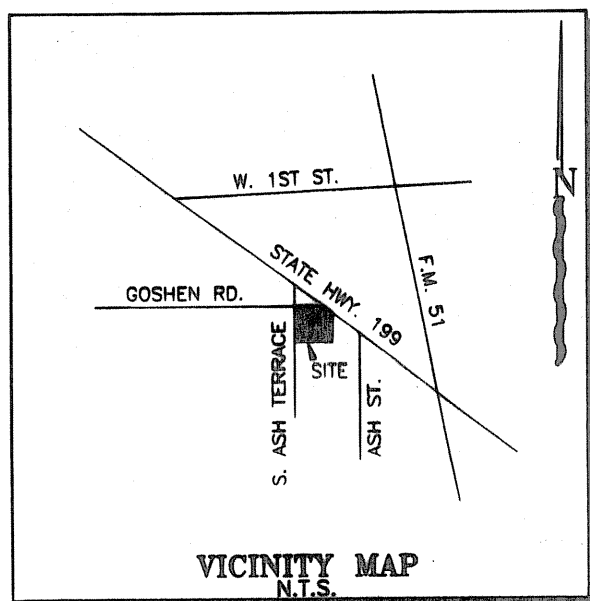 N
W. 1ST ST.
STATE HWY. 199
F.M. 51
GOSHEN RD.
S. ASH TERRACE
SITE
ASH ST.
VICINITY MAP
N.T.S.